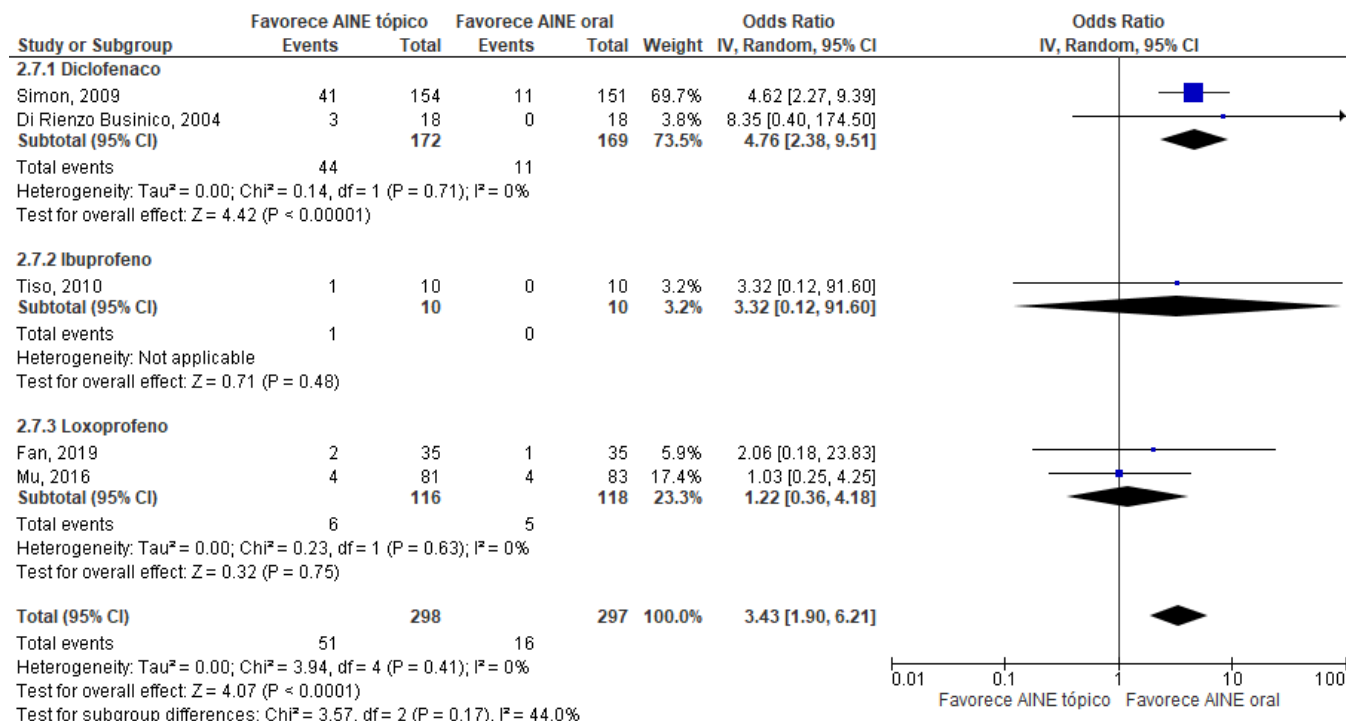 Favorece AINE tópico Favorece AINE oral Odds Ratio Odds Ratio
Study or Subgroup Events Total Events Total Weight IV, Random, 95% CI IV, Random, 95% CI
2.7.1 Diclofenaco
Simon, 2009 41 154 11 151 69.7% 4.62 [2.27, 9.39]
Di Rienzo Businico, 2004 3 18 0 18 3.8% 8.35 [0.40, 174.50]
Subtotal (95% CI) 172 169 73.5% 4.76 [2.38, 9.51]
Total events 44 11
Heterogeneity: Tau² = 0.00; Chi² = 0.14, df = 1 (P = 0.71); I² = 0%
Test for overall effect: Z = 4.42 (P < 0.00001)
2.7.2 Ibuprofeno
Tiso, 2010 1 10 0 10 3.2% 3.32 [0.12, 91.60]
Subtotal (95% CI) 10 10 3.2% 3.32 [0.12, 91.60]
Total events 1 0
Heterogeneity: Not applicable
Test for overall effect: Z = 0.71 (P = 0.48)
2.7.3 Loxoprofeno
Fan, 2019 2 35 1 35 5.9% 2.06 [0.18, 23.83]
Mu, 2016 4 81 4 83 17.4% 1.03 [0.25, 4.25]
Subtotal (95% CI) 116 118 23.3% 1.22 [0.36, 4.18]
Total events 6 5
Heterogeneity: Tau² = 0.00; Chi² = 0.23, df = 1 (P = 0.63); I² = 0%
Test for overall effect: Z = 0.32 (P = 0.75)
Total (95% CI) 298 297 100.0% 3.43 [1.90, 6.21]
Total events 51 16
Heterogeneity: Tau² = 0.00; Chi² = 3.94, df = 4 (P = 0.41); I² = 0%
Test for overall effect: Z = 4.07 (P < 0.0001)
Test for subgroup differences: Chi² = 3.57, df = 2 (P = 0.17), I² = 44.0%
0.01 0.1 1 10 100
Favorece AINE tópico Favorece AINE oral